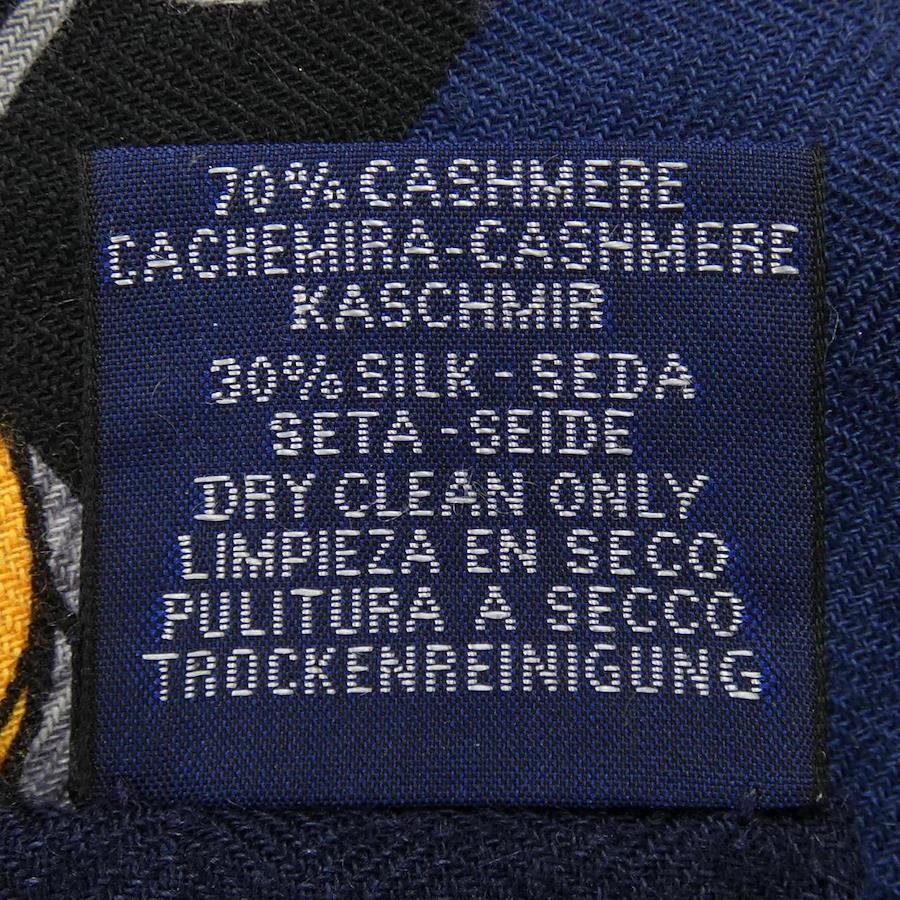 70% CASHMERE
CACHEMIRA-CASHMERE
KASCHMIR
30% SILK - SEDA
SETA - SEIDE
DRY CLEAN ONLY
LIMPIEZA EN SECO
PULITURA A SECCO
TROCKENREINIGUNG